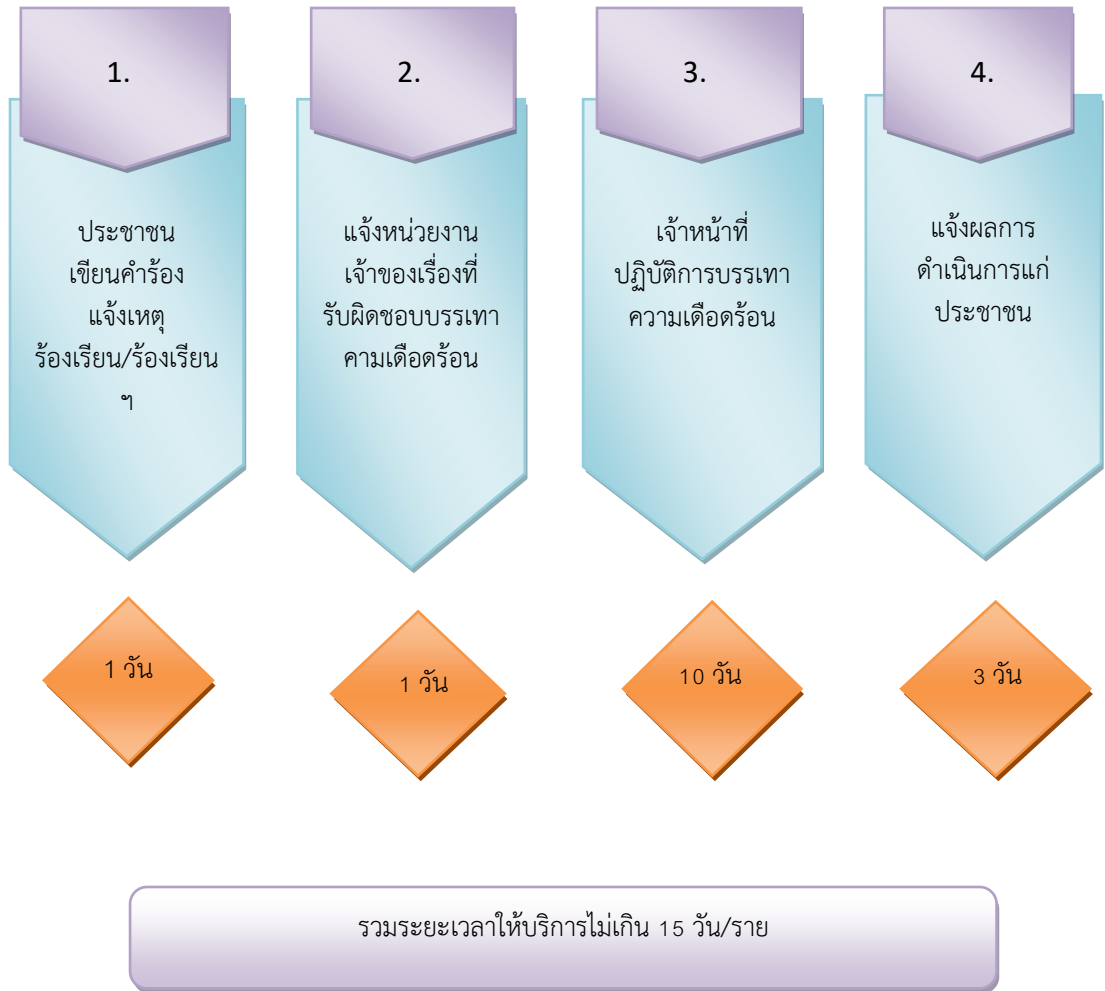 1.
ประชาชน
เขียนคำร้อง
แจ้งเหตุ
ร้องเรียน/ร้องเรียน
ฯ
1 วัน
2.
แจ้งหน่วยงาน
เจ้าของเรื่องที่
รับผิดชอบบรรเทา
คามเดือดร้อน
1 วัน
3.
เจ้าหน้าที่
ปฏิบัติการบรรเทา
ความเดือดร้อน
10 วัน
4.
แจ้งผลการ
ดำเนินการแก่
ประชาชน
3 วัน
รวมระยะเวลาให้บริการไม่เกิน 15 วัน/ราย